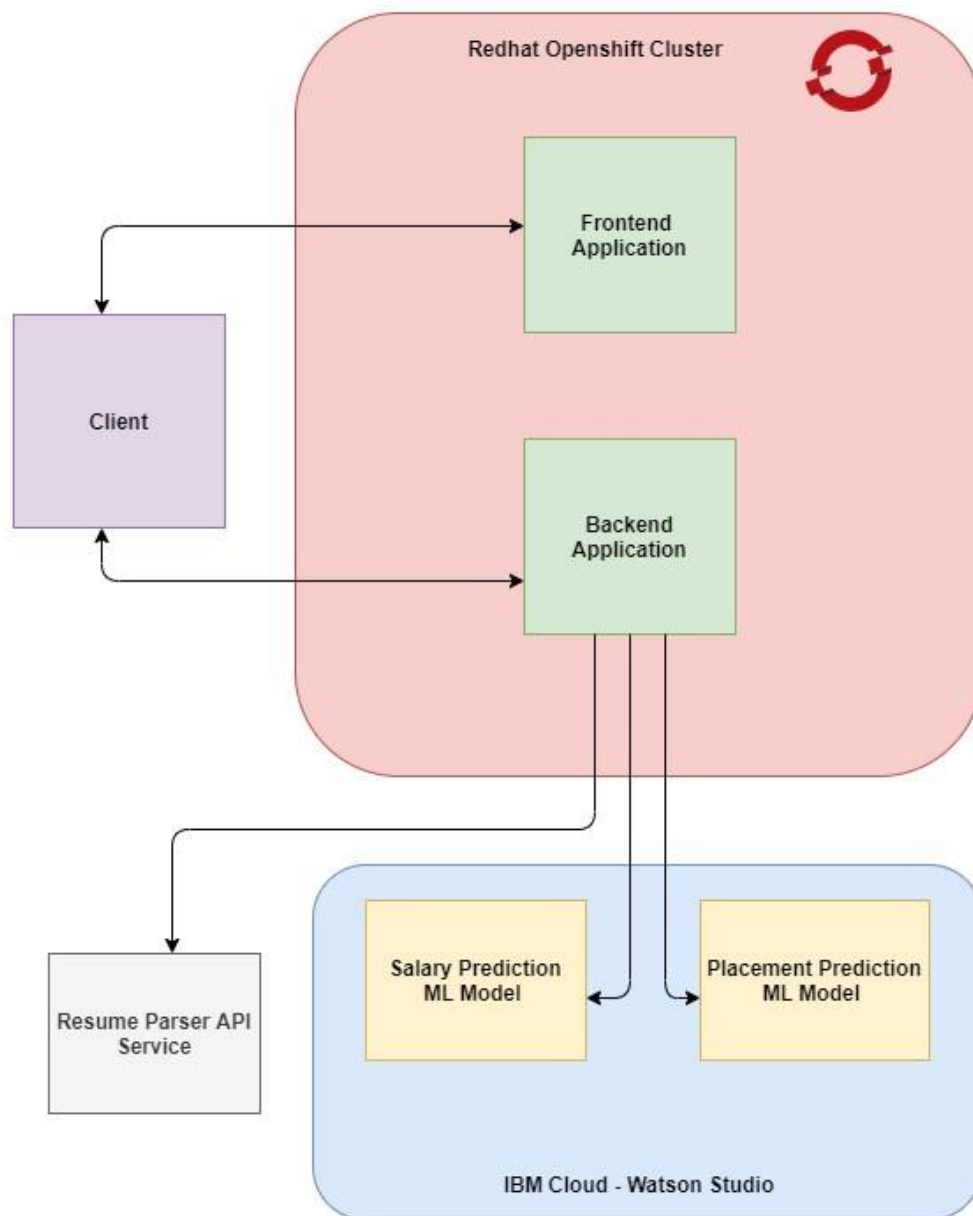 Redhat Openshift Cluster
Frontend
Application
Client
Backend
Application
Salary Prediction
ML Model
Placement Prediction
ML Model
Resume Parser API
Service
IBM Cloud - Watson Studio